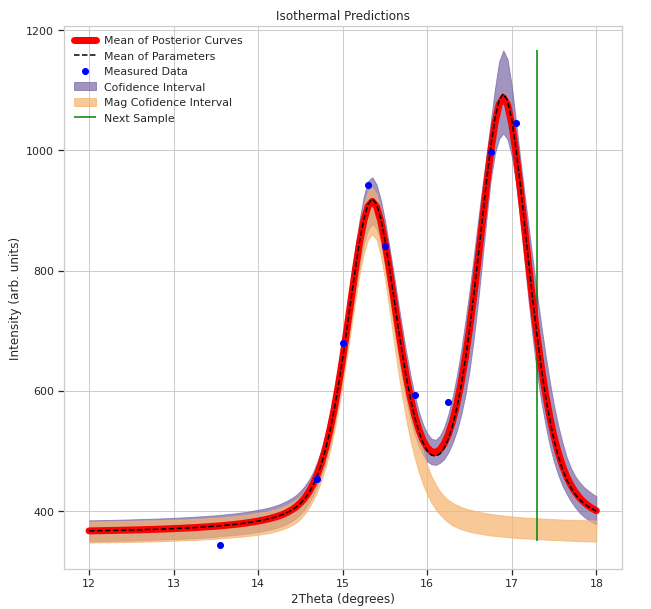 Isothermal Predictions
Mean of Posterior Curves
Mean of Parameters
Measured Data
Cofidence Interval
Mag Cofidence Interval
Next Sample
Intensity (arb. units)
1200
1000
800
600
400
12 13 14 15 16 17 18
2Theta (degrees)